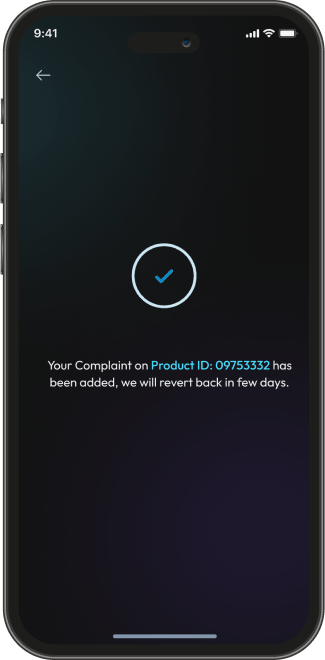 9:41
Your Complaint on Product ID: 09753332 has
been added, we will revert back in few days.